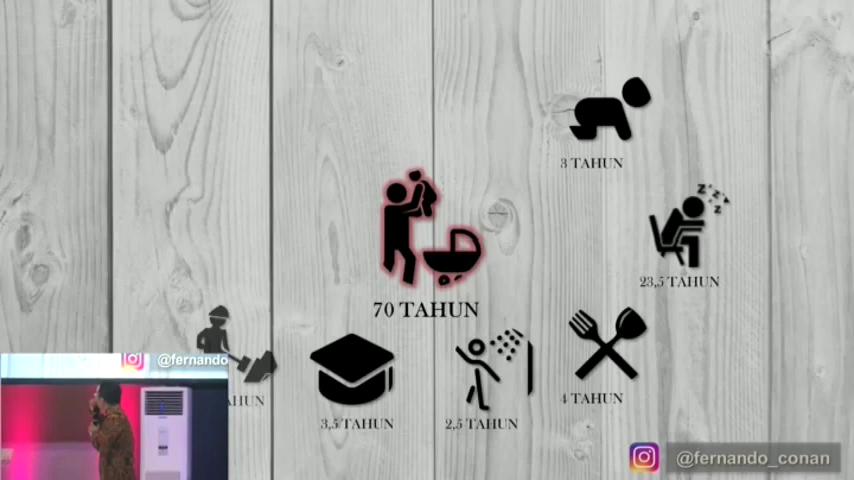 3 TAHUN
z z z z
23,5 TAHUN
70 TAHUN
4 TAHUN
2,5 TAHUN
3,5 TAHUN
@fernando
@fernando_conan